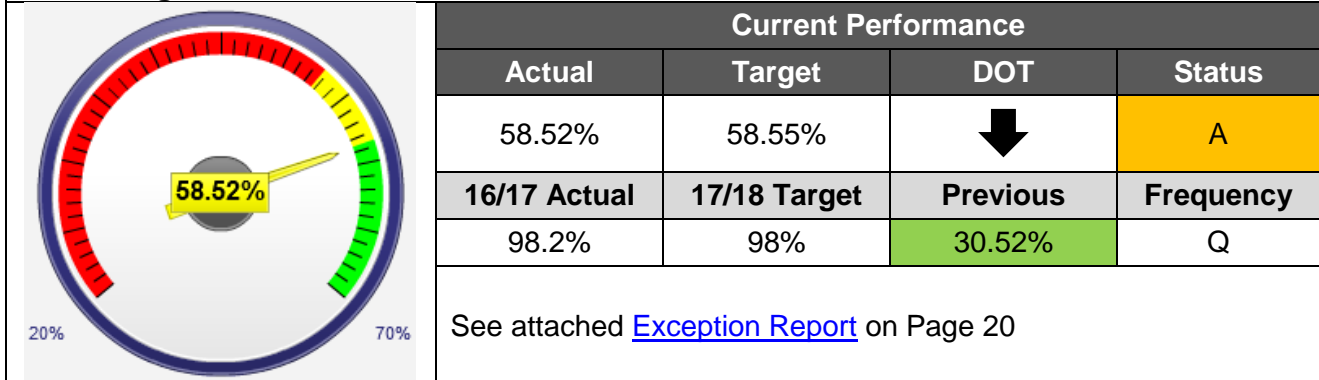 58.52%
20%
70%
Current Performance
Actual Target DOT Status
58.52% 58.55% A
16/17 Actual 17/18 Target Previous Frequency
98.2% 98% 30.52% Q
See attached Exception Report on Page 20